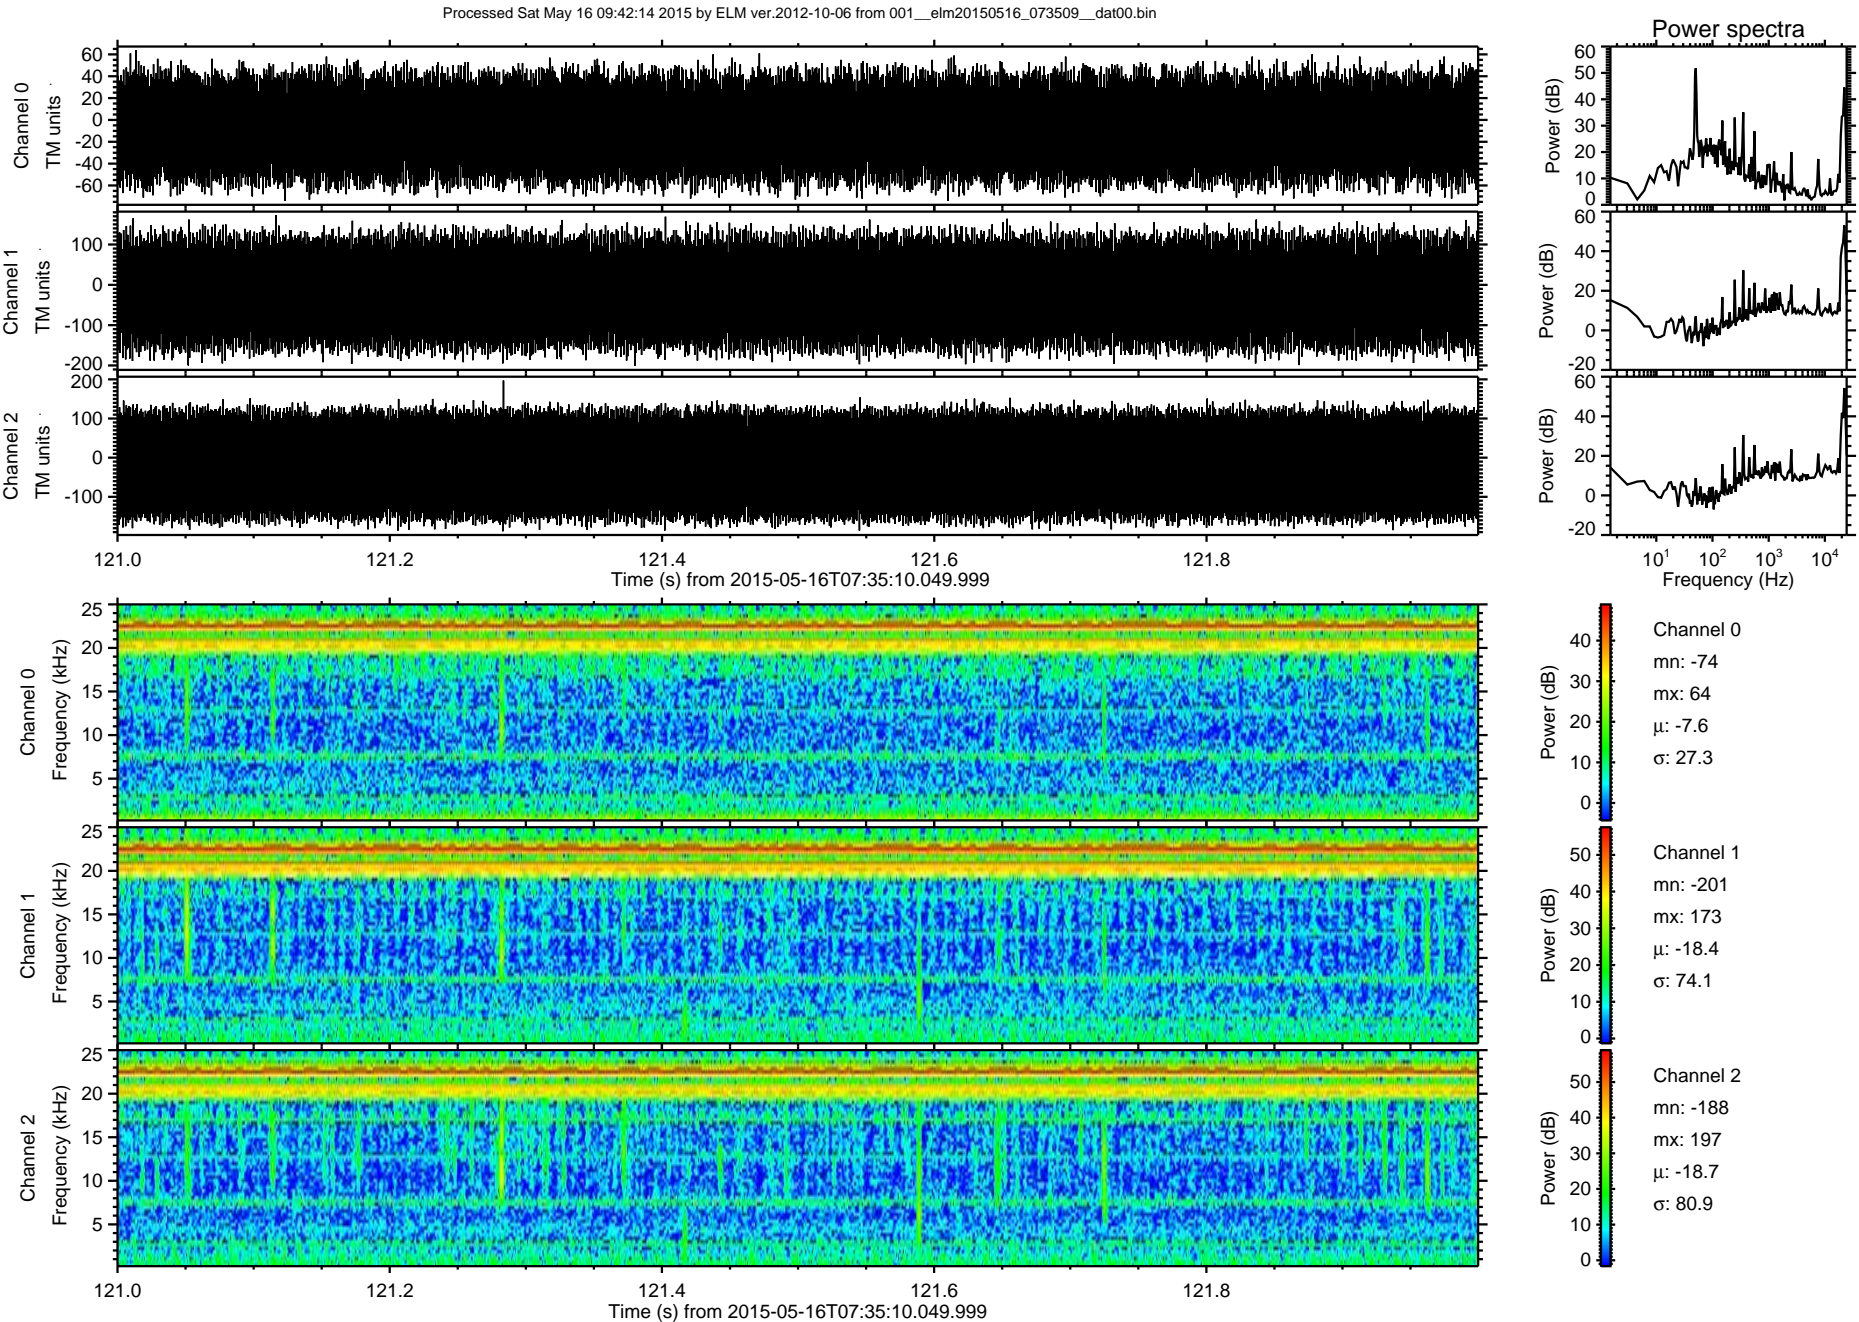 Processed Sat May 16 09:42:14 2015 by ELM ver.2012-10-06 from 001__elm20150516_073509__dat00.bin
Power spectra
Channel 0
TM units
60
40
20
0
-20
-40
-60
Power (dB)
60
50
40
30
20
10
0
Channel 1
TM units
100
0
-100
-200
Power (dB)
60
40
20
0
-20
Channel 2
TM units
200
100
0
-100
Power (dB)
60
40
20
0
-20
121.0 121.2 121.4 121.6 121.8
Time (s) from 2015-05-16T07:35:10.049.999
10¹ 10² 10³ 10⁴
Frequency (Hz)
Channel 0
Frequency (kHz)
25
20
15
10
5
Power (dB)
40
30
20
10
0
Channel 0
mn: -74
mx: 64
μ: -7.6
σ: 27.3
Channel 1
Frequency (kHz)
25
20
15
10
5
Power (dB)
50
40
30
20
10
0
Channel 1
mn: -201
mx: 173
μ: -18.4
σ: 74.1
Channel 2
Frequency (kHz)
25
20
15
10
5
Power (dB)
50
40
30
20
10
0
Channel 2
mn: -188
mx: 197
μ: -18.7
σ: 80.9
121.0 121.2 121.4 121.6 121.8
Time (s) from 2015-05-16T07:35:10.049.999